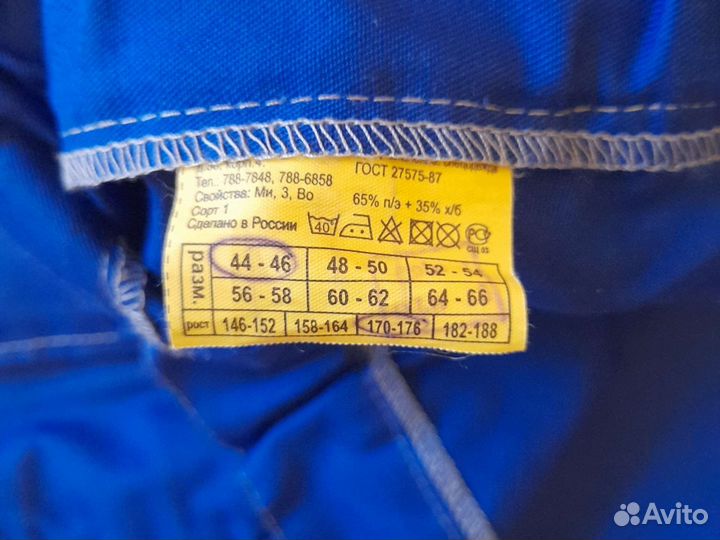 ГОСТ 27575-87
Тел.: 788-7848, 788-6858
Свойства: Ми, З, Во
65% п/э + 35% х/б
Сорт 1
Сделано в России
40°
РСТ
разм.
44 - 46 48 - 50 52 - 54
56 - 58 60 - 62 64 - 66
рост 146-152 158-164 170-176 182-188
Avito